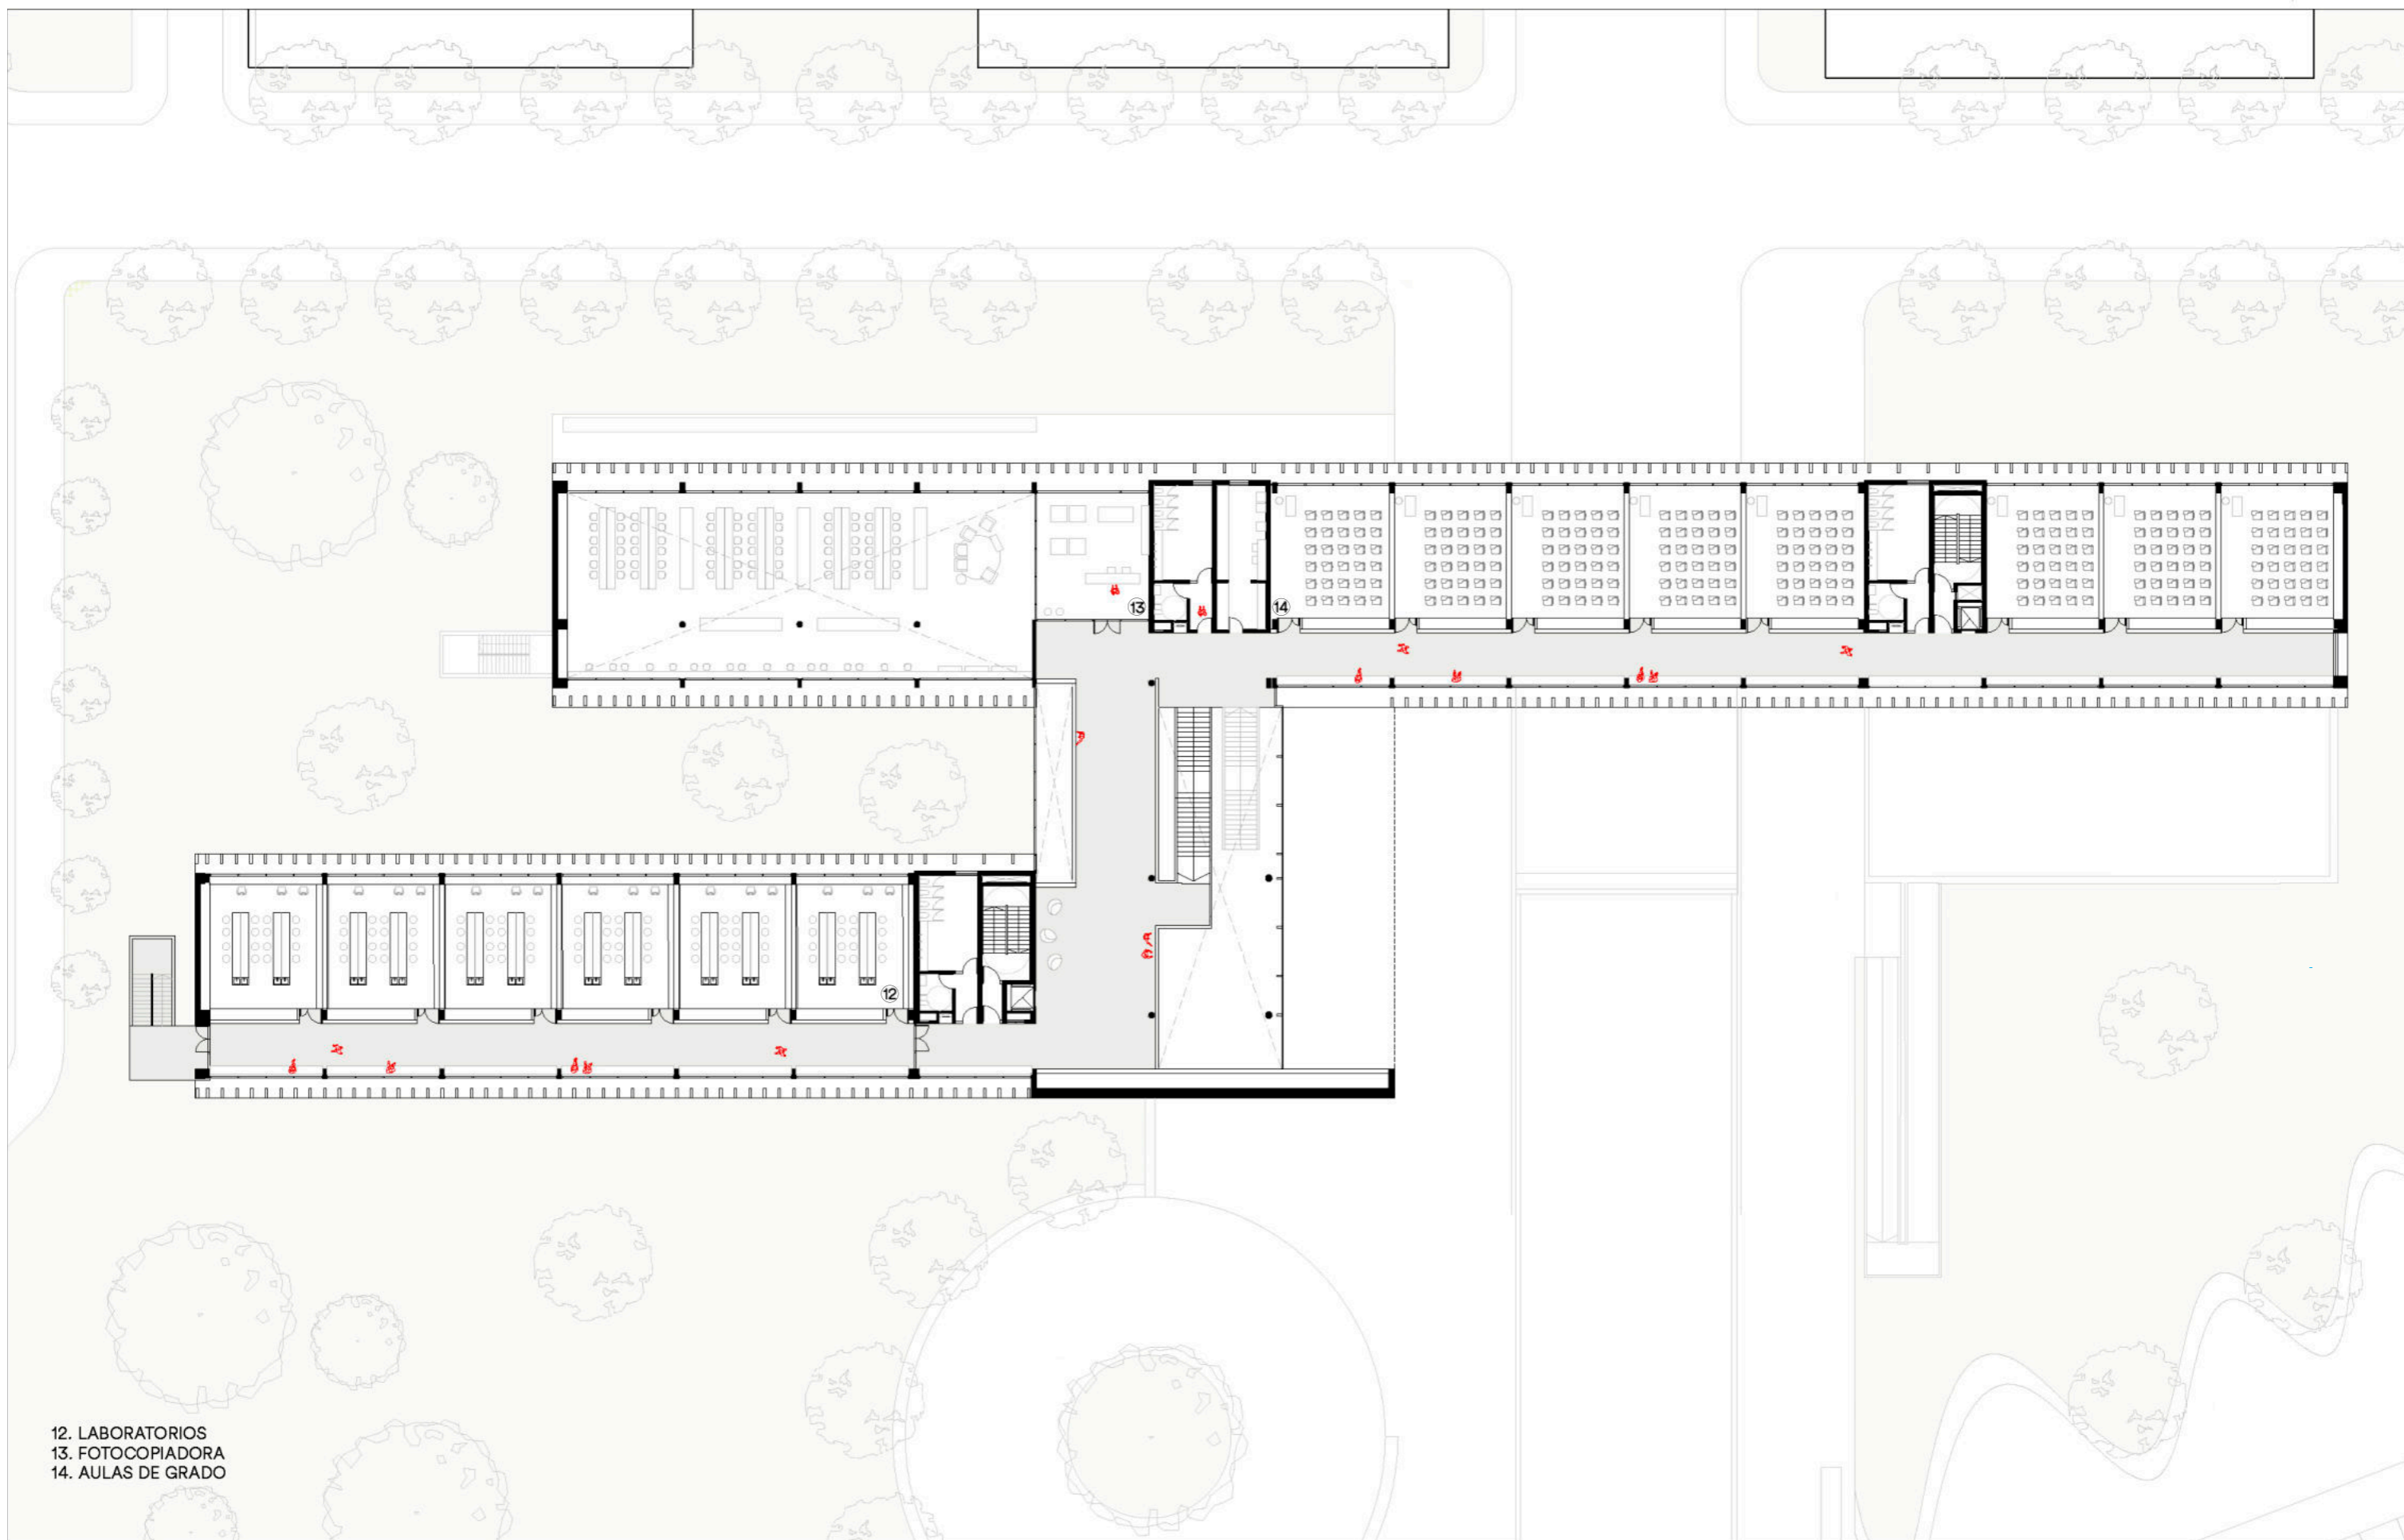 13
14
12
12. LABORATORIOS
13. FOTOCOPIADORA
14. AULAS DE GRADO